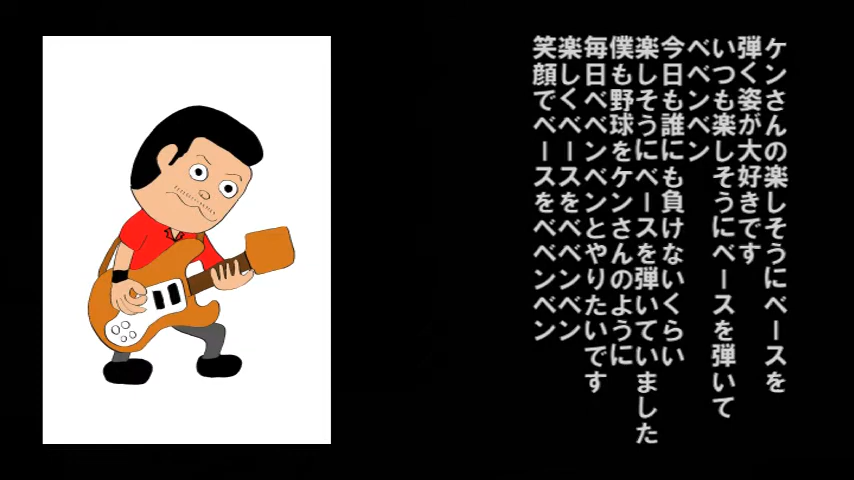 ケンさんの楽しそうにベースを
弾く姿が大好きです
いつも楽しそうにベースを弾いて
ベベンベン
今日も誰にも負けないくらい
楽しそうにベースを弾いていました
僕も野球をケンさんのように
毎日ベベンベンとやりたいです
楽しくベースをベベンベン
笑顔でベースをベベンベン